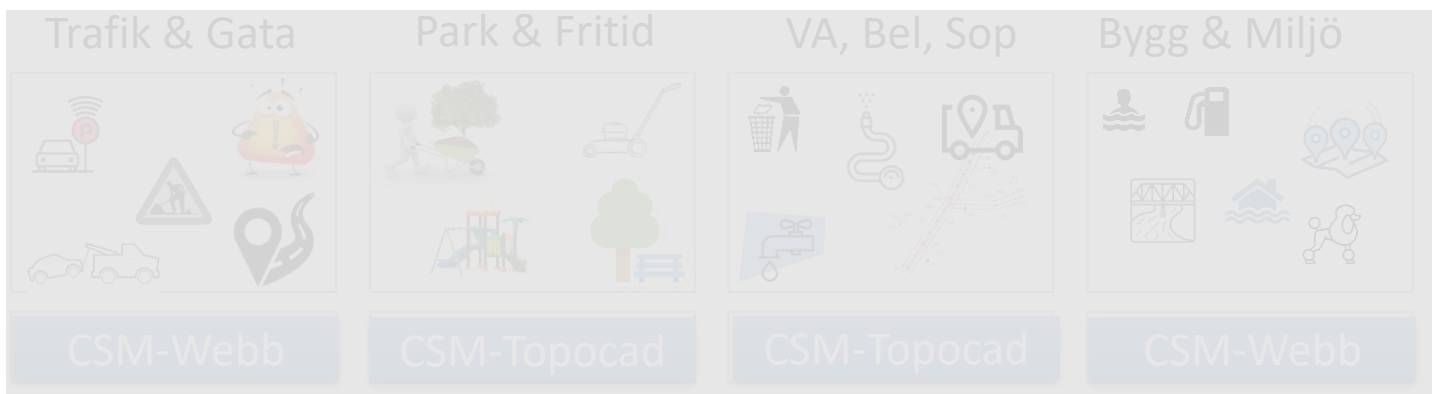 Trafik & Gata
Park & Fritid
VA, Bel, Sop
Bygg & Miljö
P
CSM-Webb
CSM-Topocad
CSM-Topocad
CSM-Webb